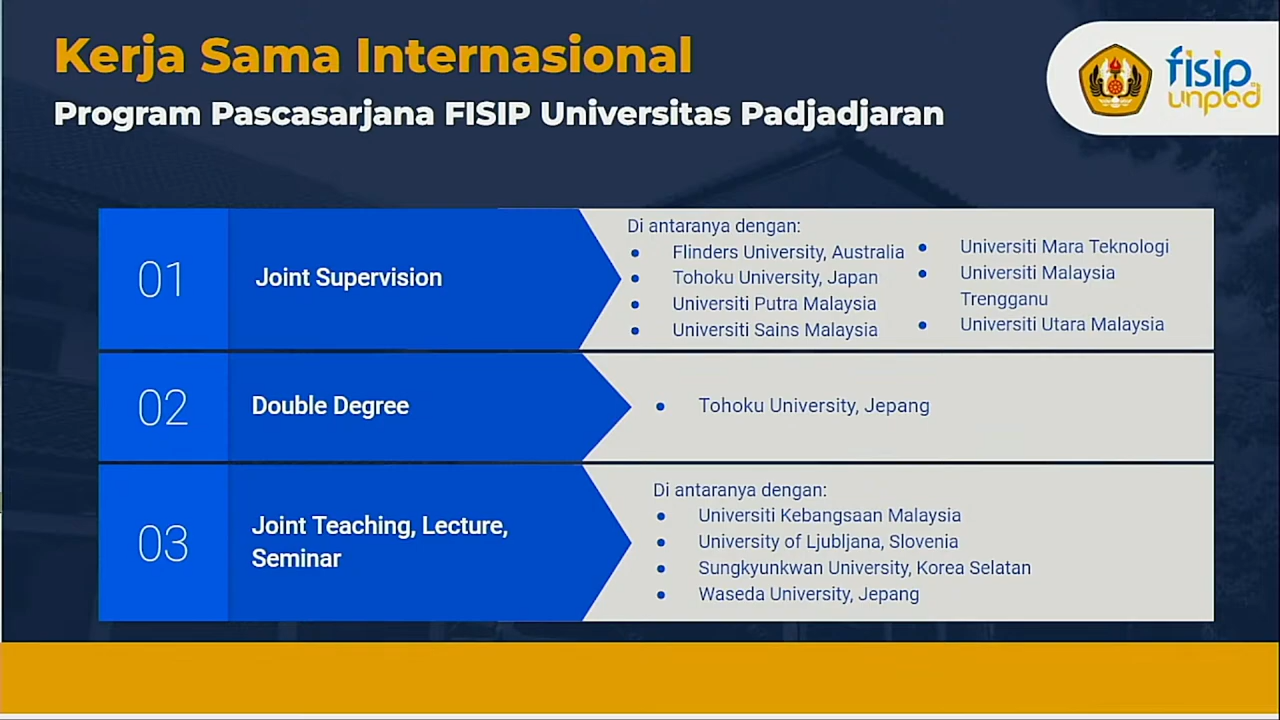 Kerja Sama Internasional
Program Pascasarjana FISIP Universitas Padjadjaran
fisip
unpad
01
Joint Supervision
Di antaranya dengan:
• Flinders University, Australia
• Tohoku University, Japan
• Universiti Putra Malaysia
• Universiti Sains Malaysia
• Universiti Mara Teknologi
• Universiti Malaysia
Trengganu
• Universiti Utara Malaysia
02
Double Degree
• Tohoku University, Jepang
03
Joint Teaching, Lecture,
Seminar
Di antaranya dengan:
• Universiti Kebangsaan Malaysia
• University of Ljubljana, Slovenia
• Sungkyunkwan University, Korea Selatan
• Waseda University, Jepang